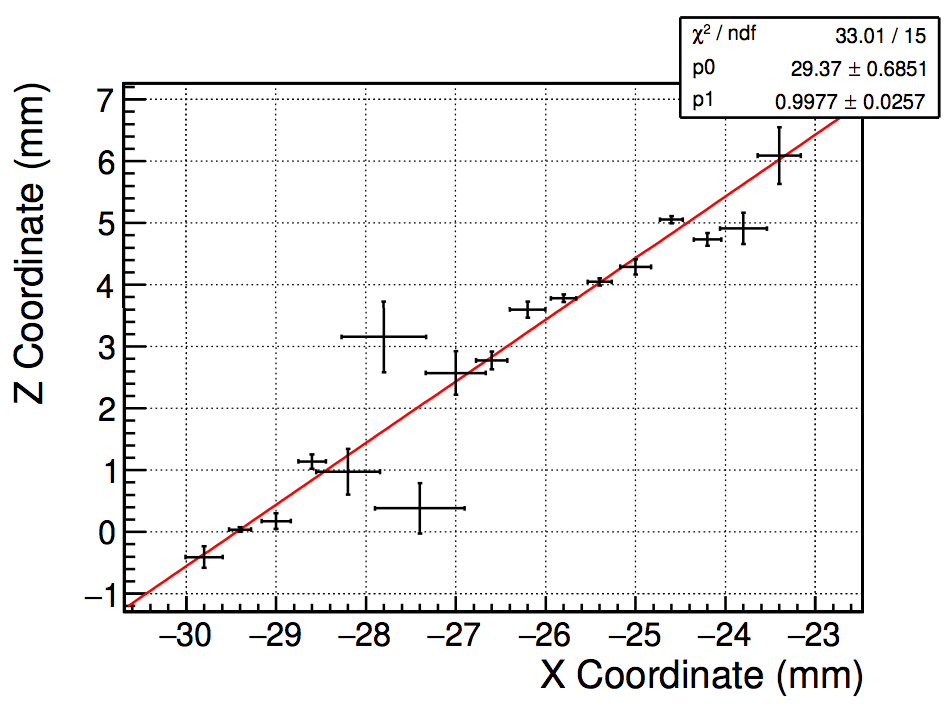 χ² / ndf 33.01 / 15
p0 29.37 ± 0.6851
p1 0.9977 ± 0.0257
Z Coordinate (mm)
7
6
5
4
3
2
1
0
−1
−30 −29 −28 −27 −26 −25 −24 −23
X Coordinate (mm)